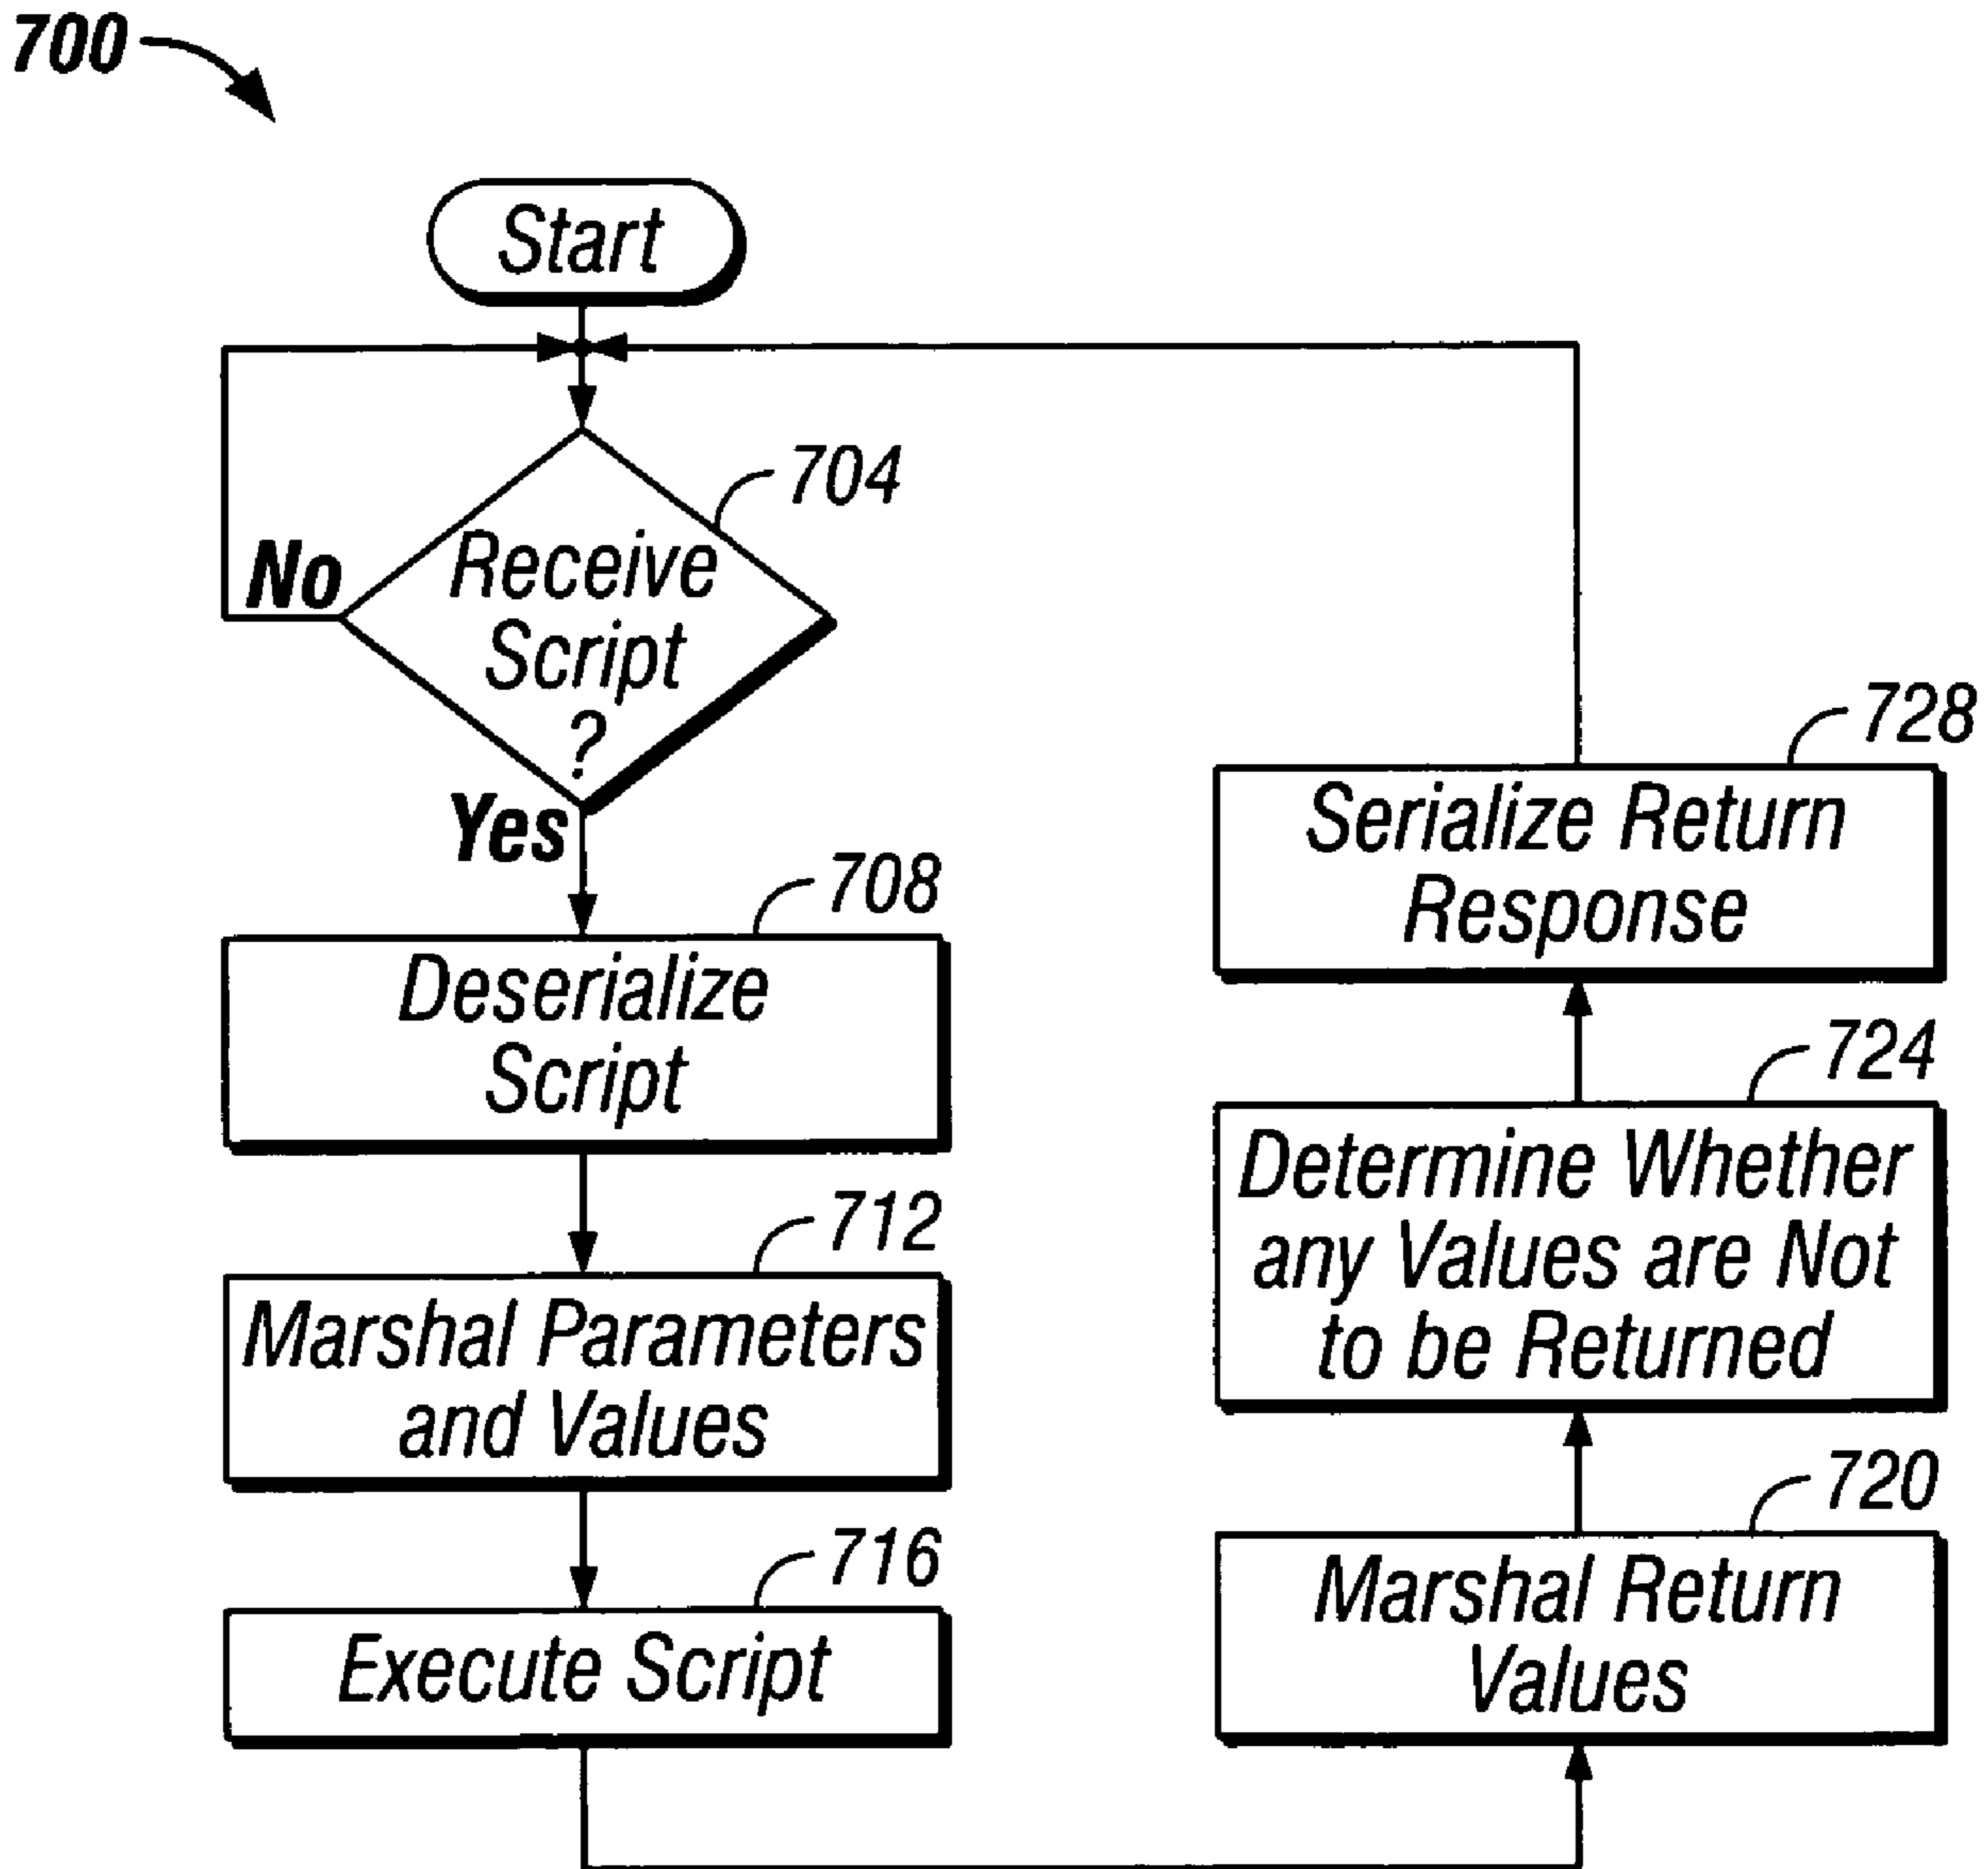 700
Start
704
Receive
Script
?
No
Yes
708
Deserialize
Script
712
Marshal Parameters
and Values
716
Execute Script
720
Marshal Return
Values
724
Determine Whether
any Values are Not
to be Returned
728
Serialize Return
Response